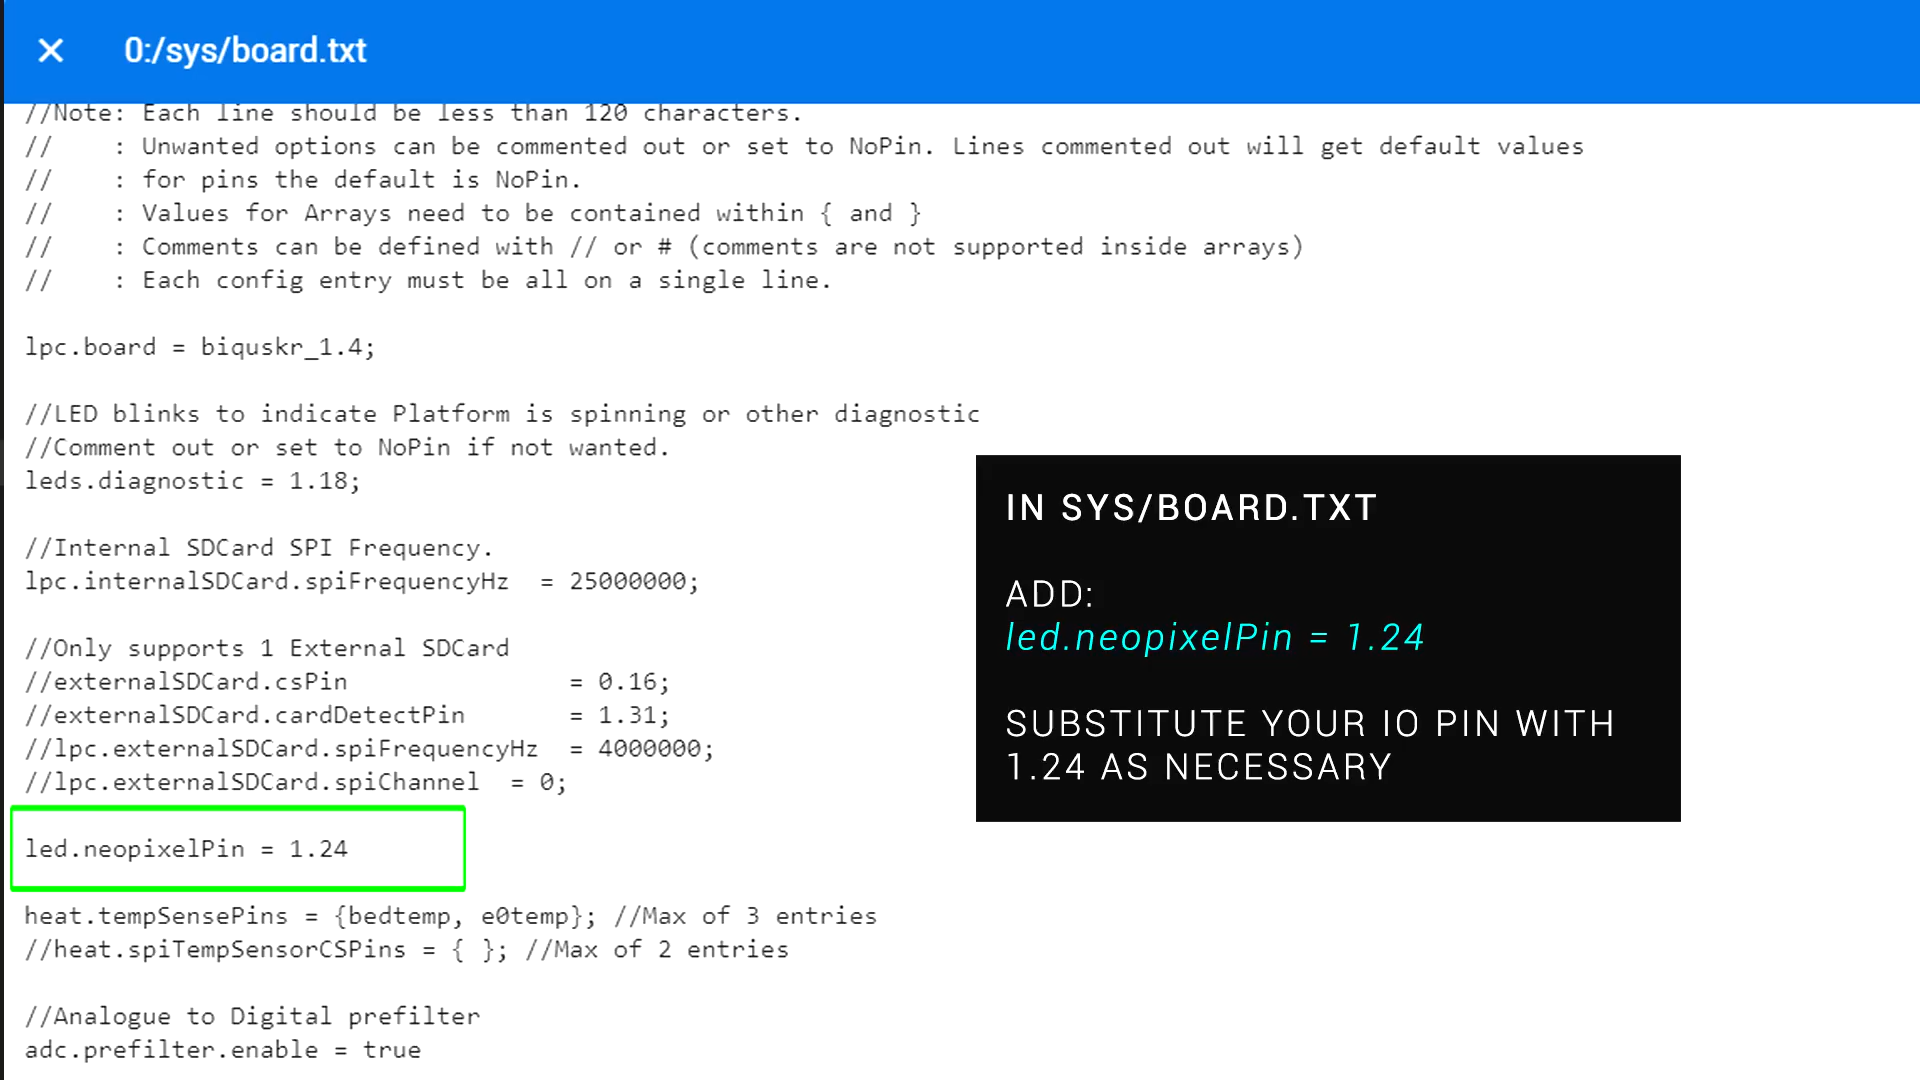 0:/sys/board.txt
//Note: Each line should be less than 120 characters.
//    : Unwanted options can be commented out or set to NoPin. Lines commented out will get default values
//    : for pins the default is NoPin.
//    : Values for Arrays need to be contained within { and }
//    : Comments can be defined with // or # (comments are not supported inside arrays)
//    : Each config entry must be all on a single line.
lpc.board = biquskr_1.4;
//LED blinks to indicate Platform is spinning or other diagnostic
//Comment out or set to NoPin if not wanted.
leds.diagnostic = 1.18;
//Internal SDCard SPI Frequency.
lpc.internalSDCard.spiFrequencyHz  = 25000000;
//Only supports 1 External SDCard
//externalSDCard.csPin               = 0.16;
//externalSDCard.cardDetectPin       = 1.31;
//lpc.externalSDCard.spiFrequencyHz  = 4000000;
//lpc.externalSDCard.spiChannel  = 0;
led.neopixelPin = 1.24
heat.tempSensePins = {bedtemp, e0temp}; //Max of 3 entries
//heat.spiTempSensorCSPins = { }; //Max of 2 entries
//Analogue to Digital prefilter
adc.prefilter.enable = true
IN SYS/BOARD.TXT
ADD:
led.neopixelPin = 1.24
SUBSTITUTE YOUR IO PIN WITH
1.24 AS NECESSARY